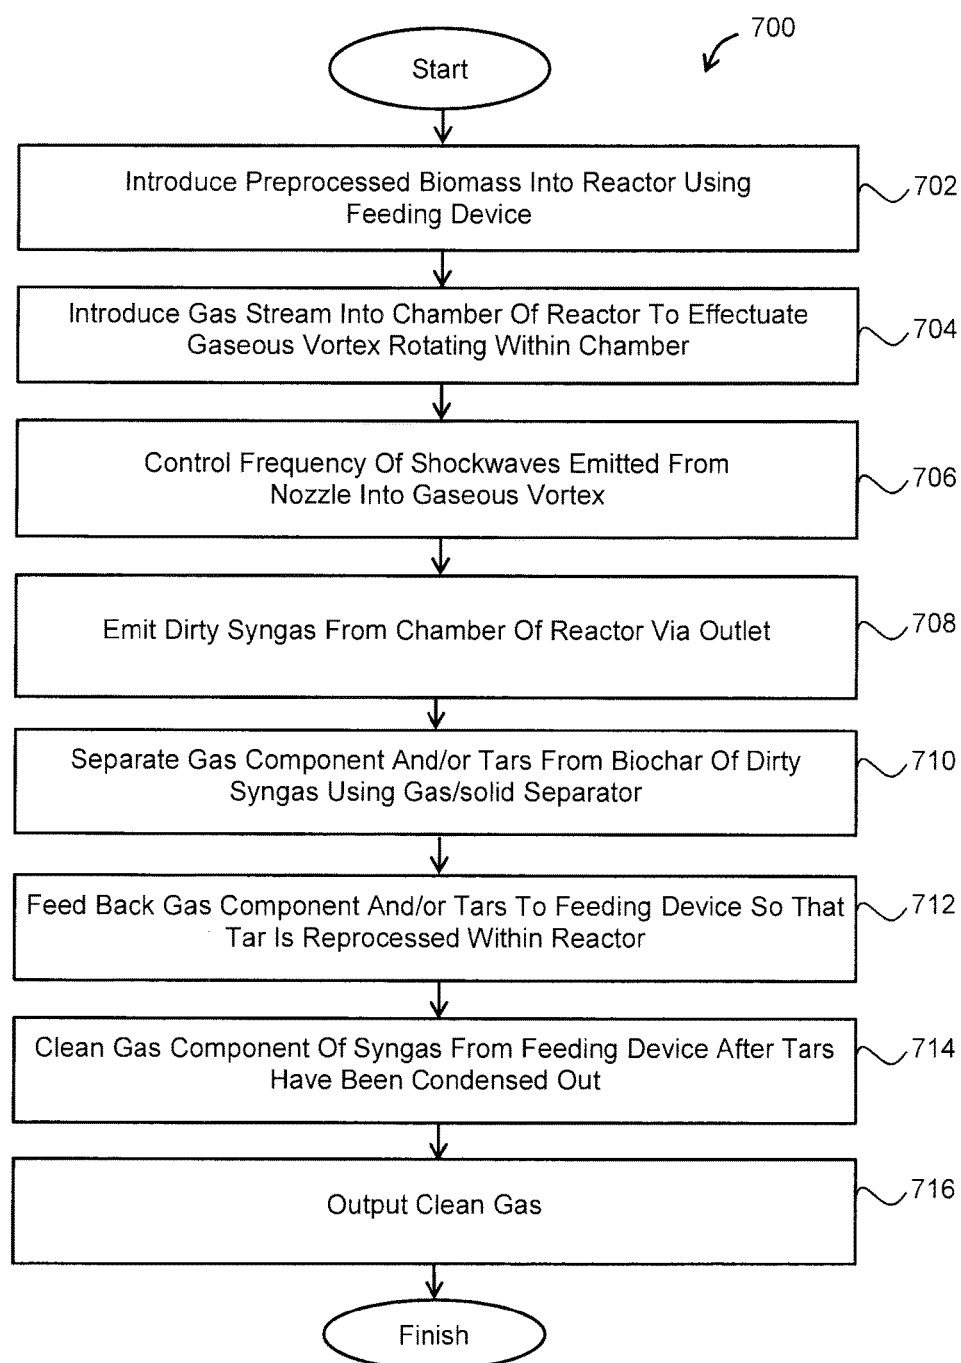 700
Start
Introduce Preprocessed Biomass Into Reactor Using
Feeding Device
702
Introduce Gas Stream Into Chamber Of Reactor To Effectuate
Gaseous Vortex Rotating Within Chamber
704
Control Frequency Of Shockwaves Emitted From
Nozzle Into Gaseous Vortex
706
Emit Dirty Syngas From Chamber Of Reactor Via Outlet
708
Separate Gas Component And/or Tars From Biochar Of Dirty
Syngas Using Gas/solid Separator
710
Feed Back Gas Component And/or Tars To Feeding Device So That
Tar Is Reprocessed Within Reactor
712
Clean Gas Component Of Syngas From Feeding Device After Tars
Have Been Condensed Out
714
Output Clean Gas
716
Finish